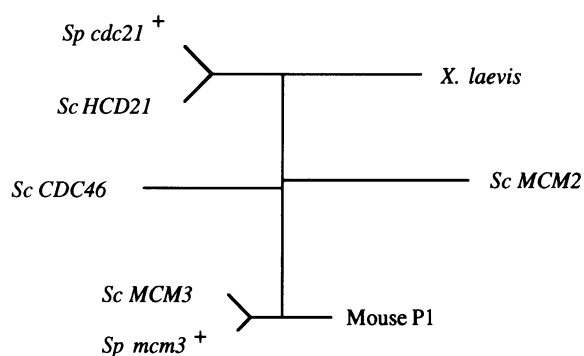 Sp cdc21 +
X. laevis
Sc HCD21
Sc MCM2
Sc CDC46
Sc MCM3
Mouse P1
Sp mcm3 +